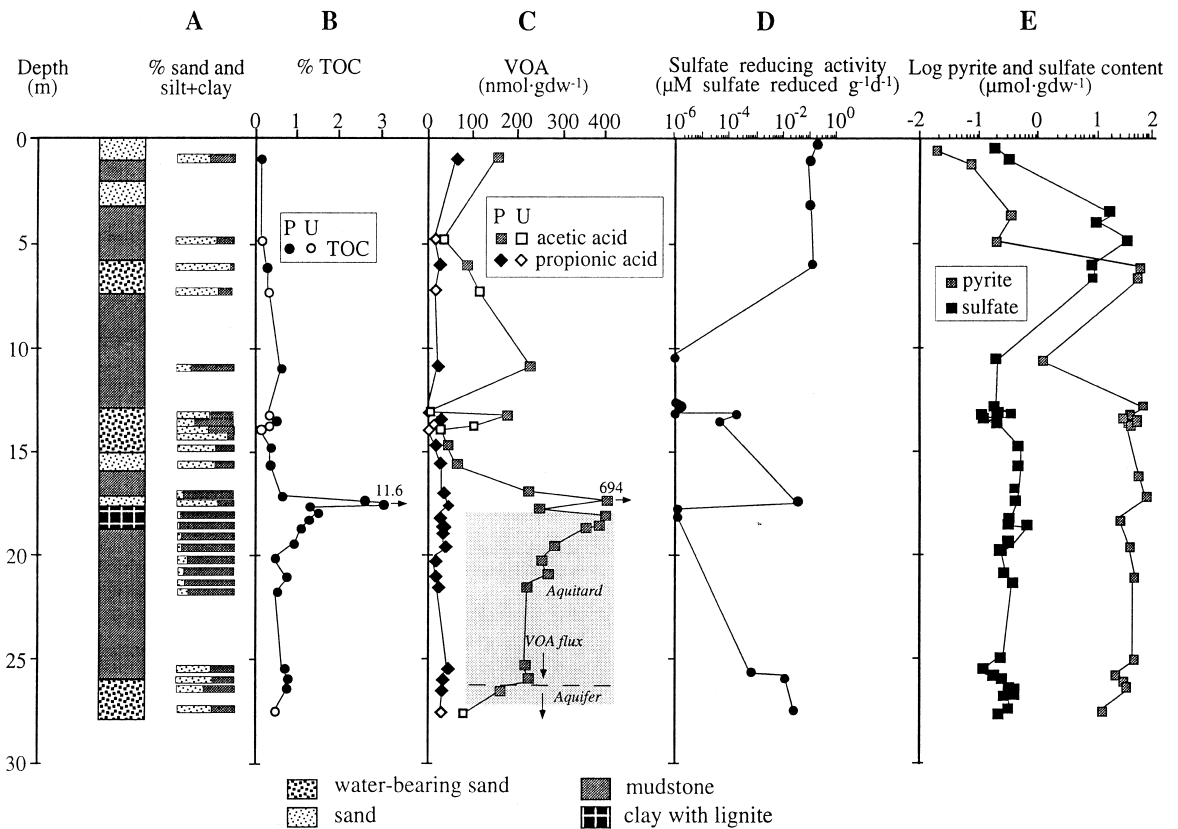 A B C D E
Depth
(m)
% sand and
silt+clay
% TOC
VOA
(nmol·gdw-1)
Sulfate reducing activity
(µM sulfate reduced g-1d-1)
Log pyrite and sulfate content
(µmol·gdw-1)
0 1 2 3
0 100 200 300 400
10-6 10-4 10-2 100
-2 -1 0 1 2
0
5
10
15
20
25
30
P U
TOC
P U
acetic acid
propionic acid
pyrite
sulfate
11.6
694
Aquitard
VOA flux
Aquifer
water-bearing sand
sand
mudstone
clay with lignite